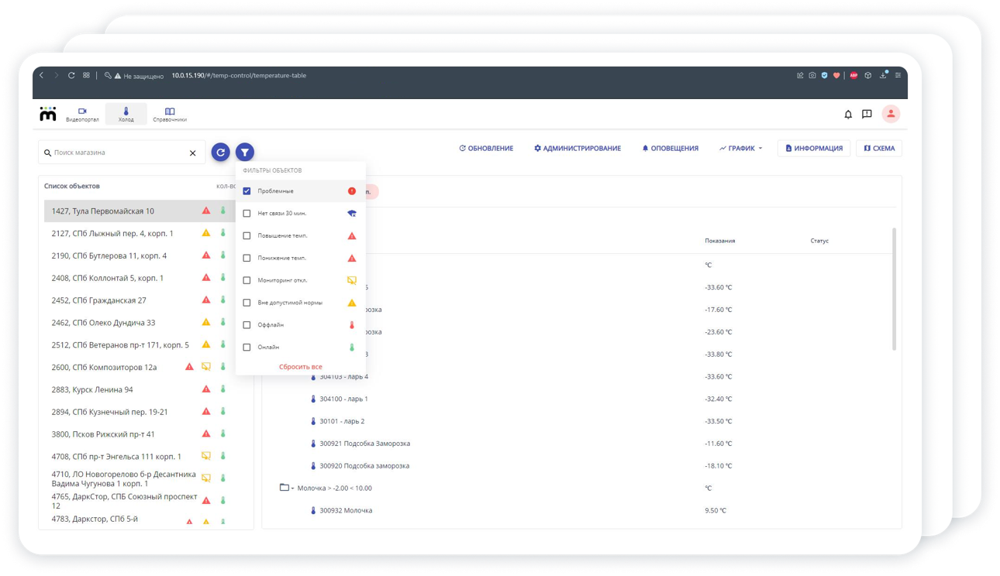 Не защищено 10.0.15.190/#/temp-control/temperature-table
ABP
Видеопортал Холод Справочники
Поиск магазина
ОБНОВЛЕНИЕ АДМИНИСТРИРОВАНИЕ ОПОВЕЩЕНИЯ ГРАФИК ИНФОРМАЦИЯ СХЕМА
Список объектов
1427, Тула Первомайская 10
2127, СПб Лыжный пер. 4, корп. 1
2190, СПб Бутлерова 11, корп. 4
2408, СПб Коллонтай 5, корп. 1
2452, СПб Гражданская 27
2462, СПб Олеко Дундича 33
2512, СПб Ветеранов пр-т 171, корп. 5
2600, СПб Композиторов 12а
2883, Курск Ленина 94
2894, СПб Кузнечный пер. 19-21
3800, Псков Рижский пр-т 41
4708, СПб пр-т Энгельса 111 корп. 1
4710, ЛО Новогорелово б-р Десантника
Вадима Чугунова 1 корп. 1
4765, ДаркСтор, СПБ Союзный проспект
12
4783, Даркстор, СПб 5-й
ФИЛЬТРЫ ОБЪЕКТОВ
Проблемные
Нет связи 30 мин.
Повышение темп.
Понижение темп.
Мониторинг откл.
Вне допустимой нормы
Оффлайн
Онлайн
Сбросить все
Показания Статус
°C
-33.60 °C
-17.60 °C
-23.60 °C
-33.80 °C
304103 - ларь 4 -33.60 °C
304100 - ларь 1 -32.40 °C
30101 - ларь 2 -33.50 °C
300921 Подсобка Заморозка -11.60 °C
300920 Подсобка заморозка -18.10 °C
Молочка > -2.00 < 10.00 °C
300932 Молочка 9.50 °C